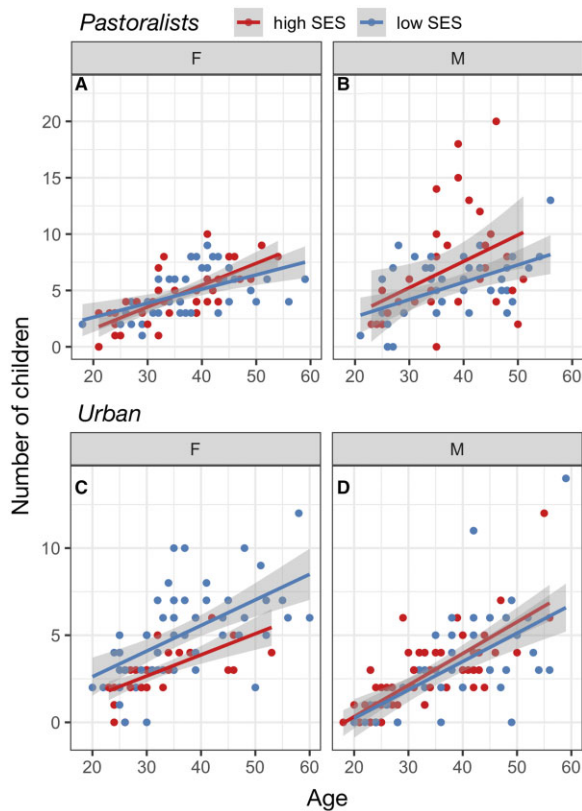 Pastoralists high SES low SES
F M
A B
20
15
10
5
0
20 30 40 50 60 20 30 40 50 60
Number of children
Urban
F M
C D
10
5
0
20 30 40 50 60 20 30 40 50 60
Age